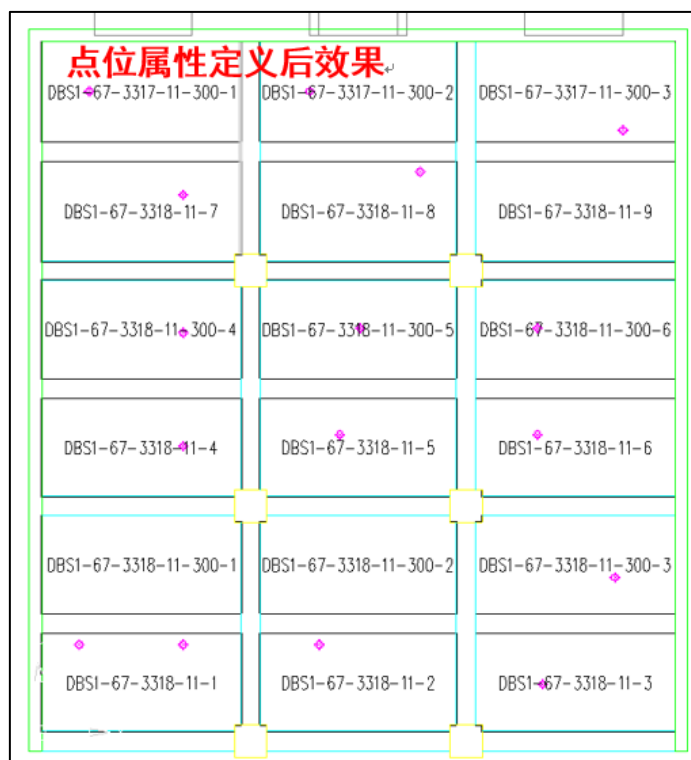 点位属性定义后效果
DBS1-67-3317-11-300-1
DBS1-67-3317-11-300-2
DBS1-67-3317-11-300-3
DBS1-67-3318-11-7
DBS1-67-3318-11-8
DBS1-67-3318-11-9
DBS1-67-3318-11-300-4
DBS1-67-3318-11-300-5
DBS1-67-3318-11-300-6
DBS1-67-3318-11-4
DBS1-67-3318-11-5
DBS1-67-3318-11-6
DBS1-67-3318-11-300-1
DBS1-67-3318-11-300-2
DBS1-67-3318-11-300-3
DBS1-67-3318-11-1
DBS1-67-3318-11-2
DBS1-67-3318-11-3